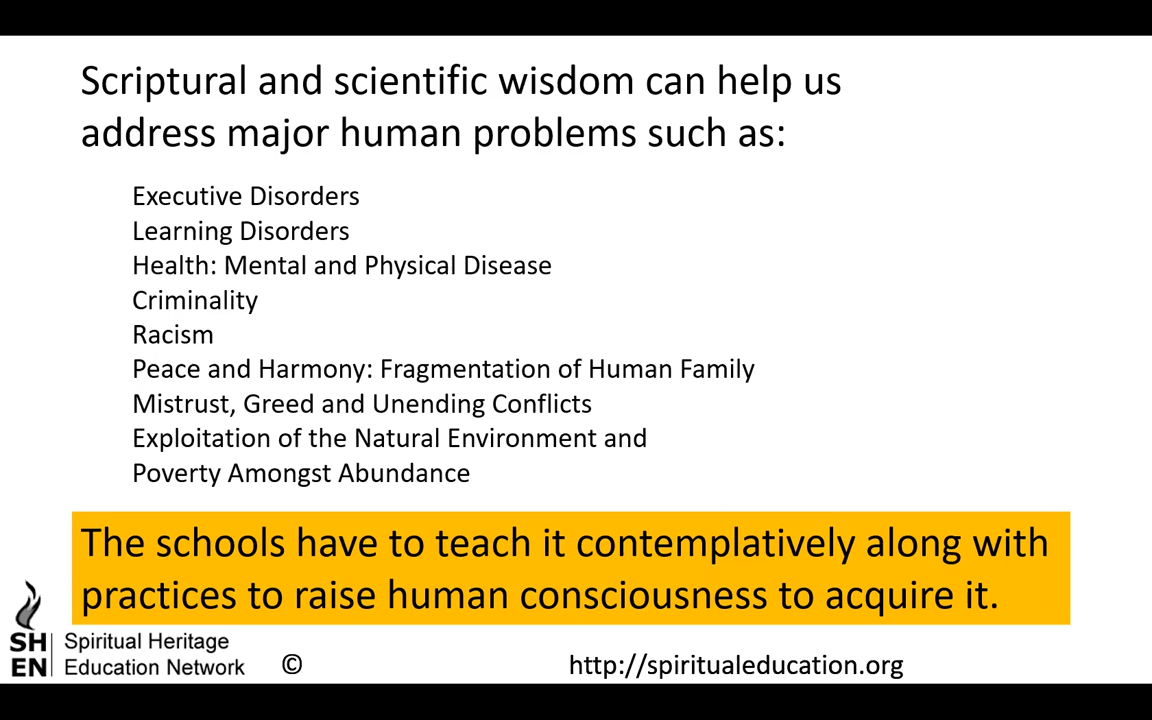 Scriptural and scientific wisdom can help us
address major human problems such as:
Executive Disorders
Learning Disorders
Health: Mental and Physical Disease
Criminality
Racism
Peace and Harmony: Fragmentation of Human Family
Mistrust, Greed and Unending Conflicts
Exploitation of the Natural Environment and
Poverty Amongst Abundance
The schools have to teach it contemplatively along with
practices to raise human consciousness to acquire it.
SH
EN
Spiritual Heritage
Education Network
©
http://spiritualeducation.org